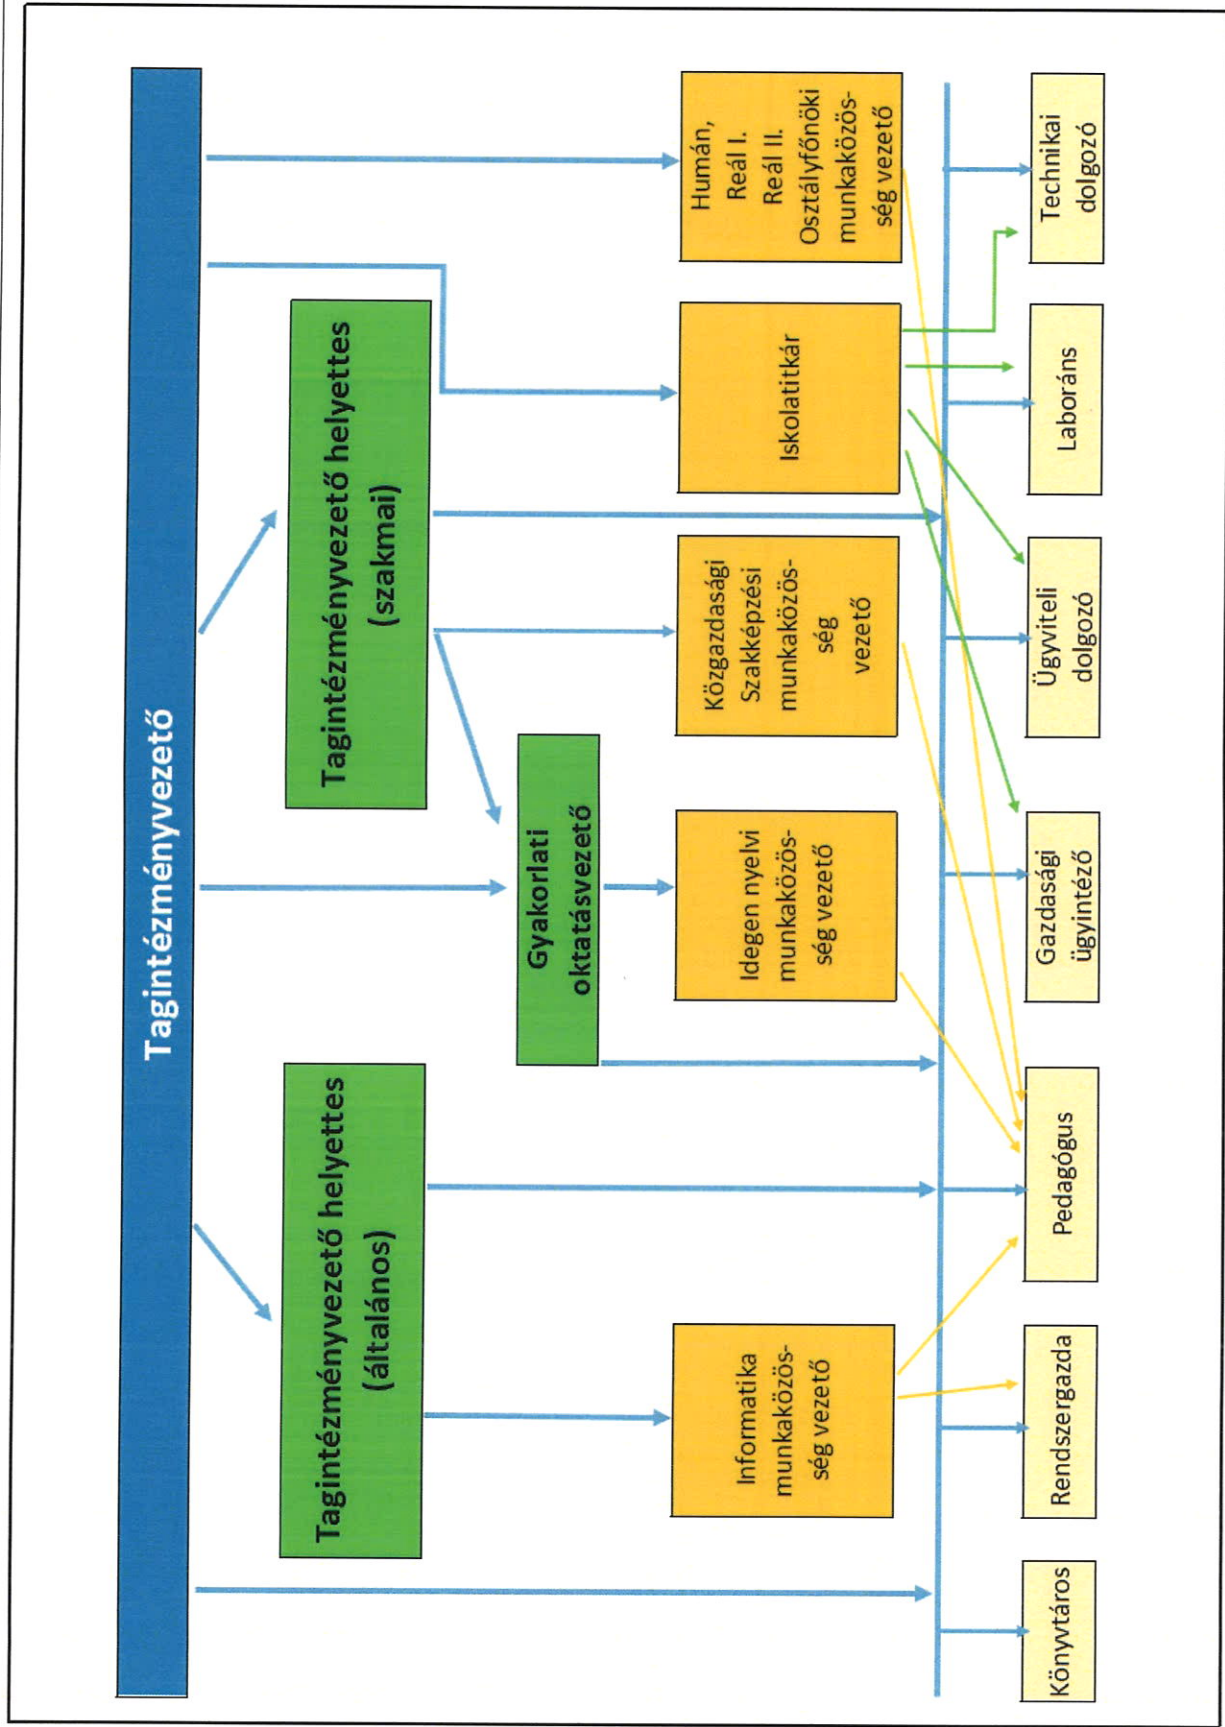 Tagintézményvezető
Tagintézményvezető helyettes
(általános)
Tagintézményvezető helyettes
(szakmai)
Gyakorlati
oktatásvezető
Informatika
munkaközös-
ség vezető
Idegen nyelvi
munkaközös-
ség vezető
Közgazdasági
Szakképzési
munkaközös-
ség
vezető
Iskolatitkár
Humán,
Reál I.
Reál II.
Osztályfőnöki
munkaközös-
ség vezető
Könyvtáros
Rendszergazda
Pedagógus
Gazdasági
ügyintéző
Ügyviteli
dolgozó
Laboráns
Technikai
dolgozó